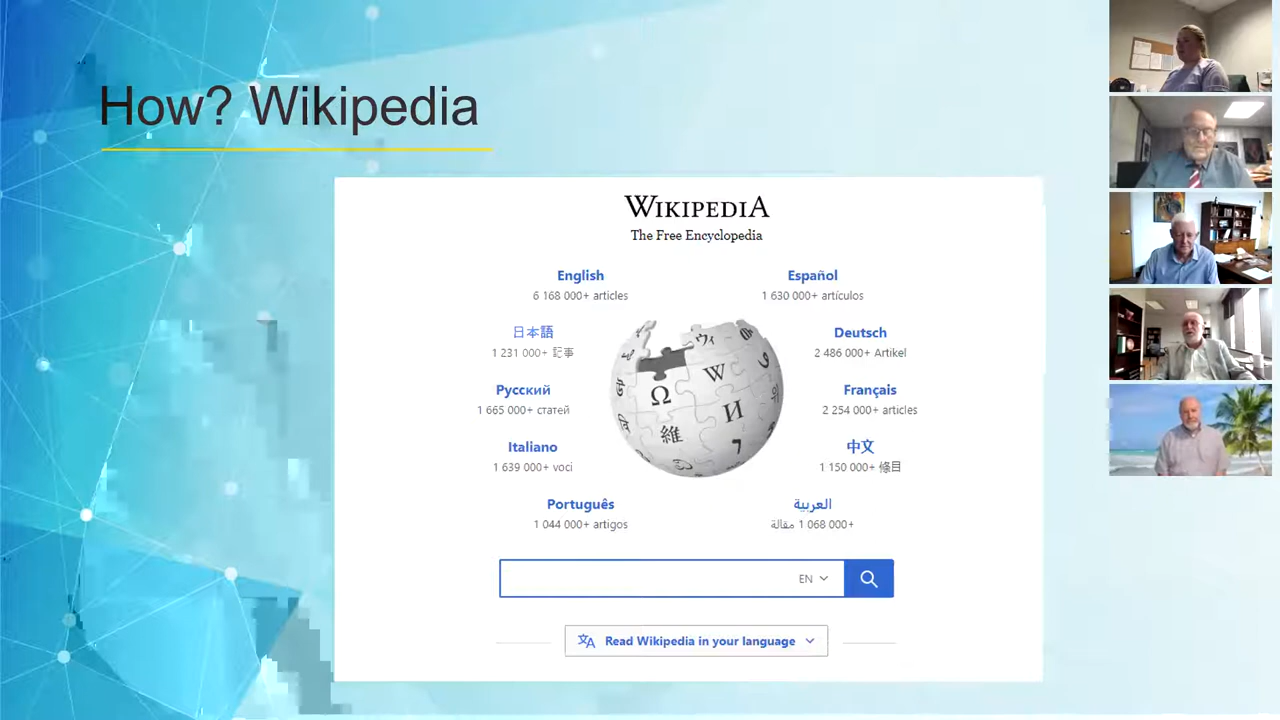 How? Wikipedia
WIKIPEDIA
The Free Encyclopedia
English
6 168 000+ articles
Español
1 630 000+ artículos
日本語
1 231 000+ 記事
Deutsch
2 486 000+ Artikel
Русский
1 665 000+ статей
Français
2 254 000+ articles
Italiano
1 639 000+ voci
中文
1 150 000+ 條目
Português
1 044 000+ artigos
العربية
1 068 000+ مقالة
Ω
W
И
維
ウィ
EN
Read Wikipedia in your language